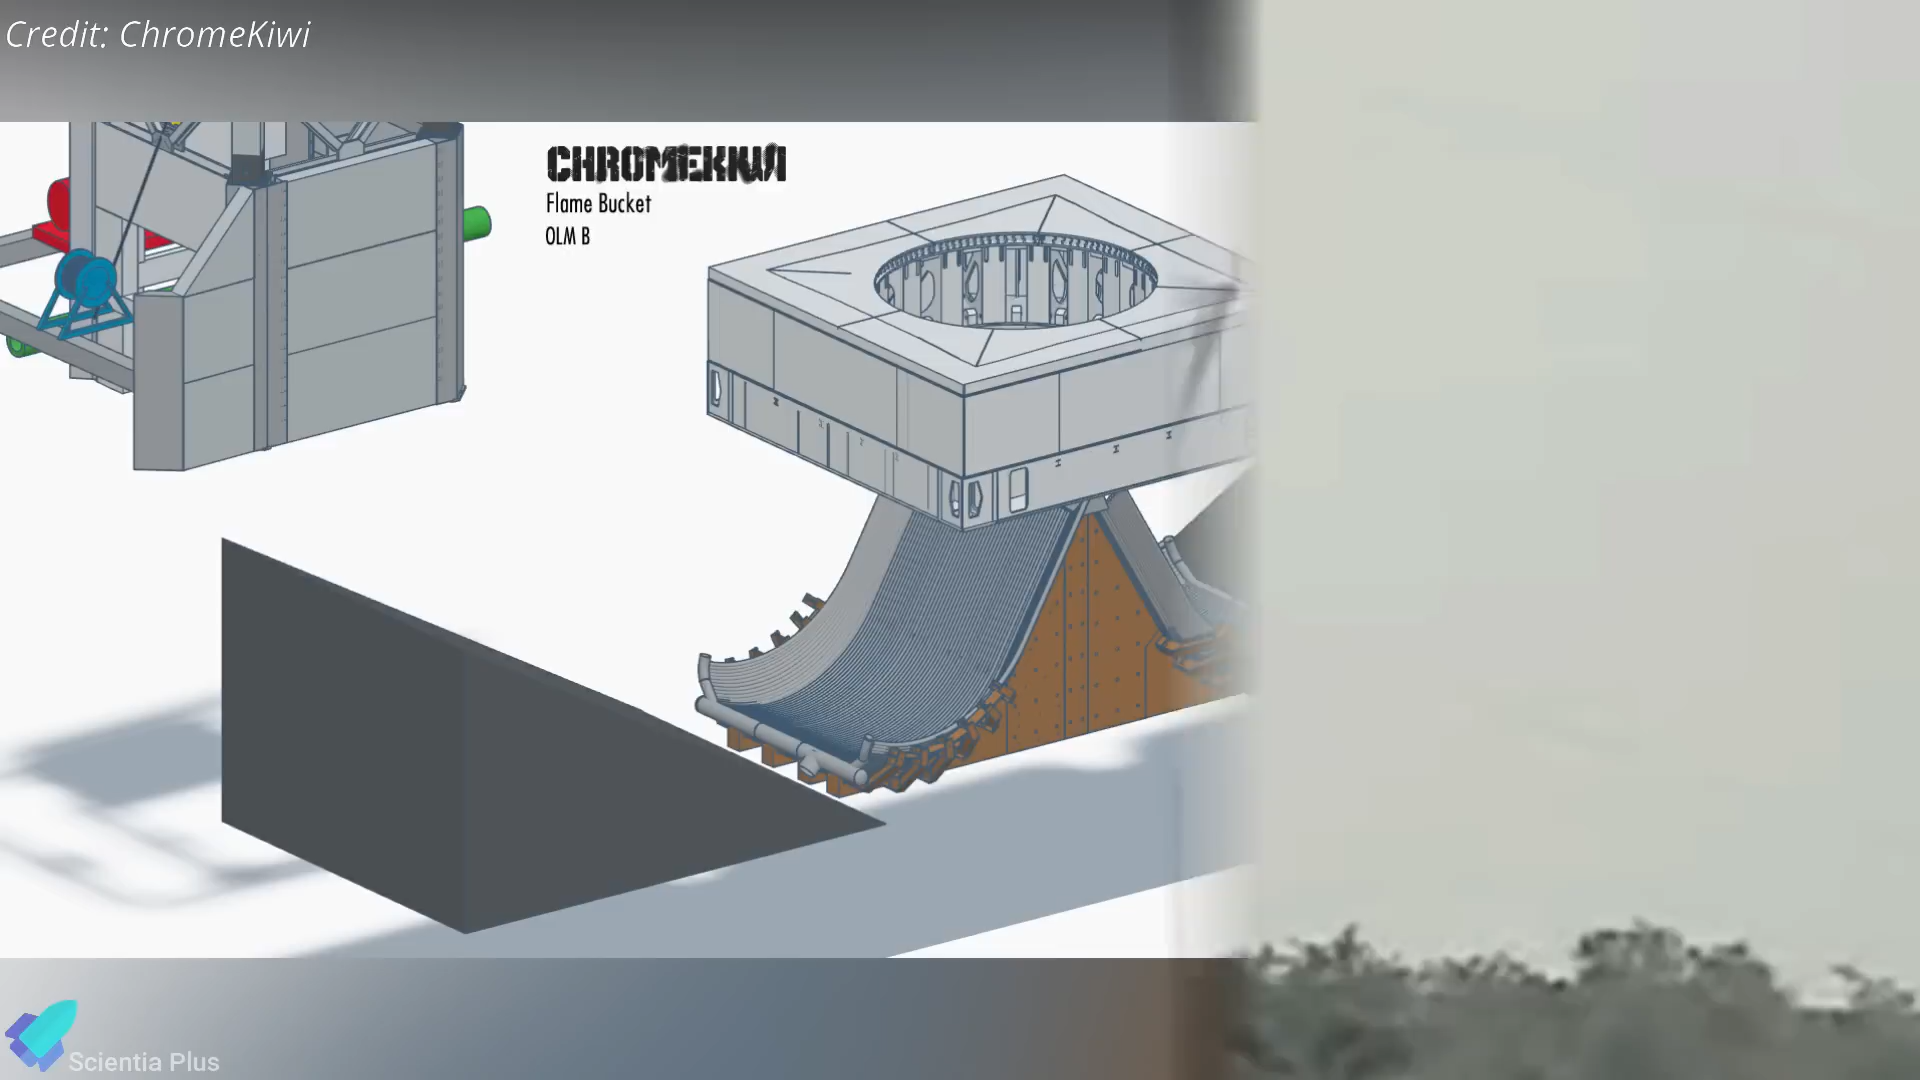 Credit: ChromeKiwi
CHROMEKIWI
Flame Bucket
OLM B
Scientia Plus